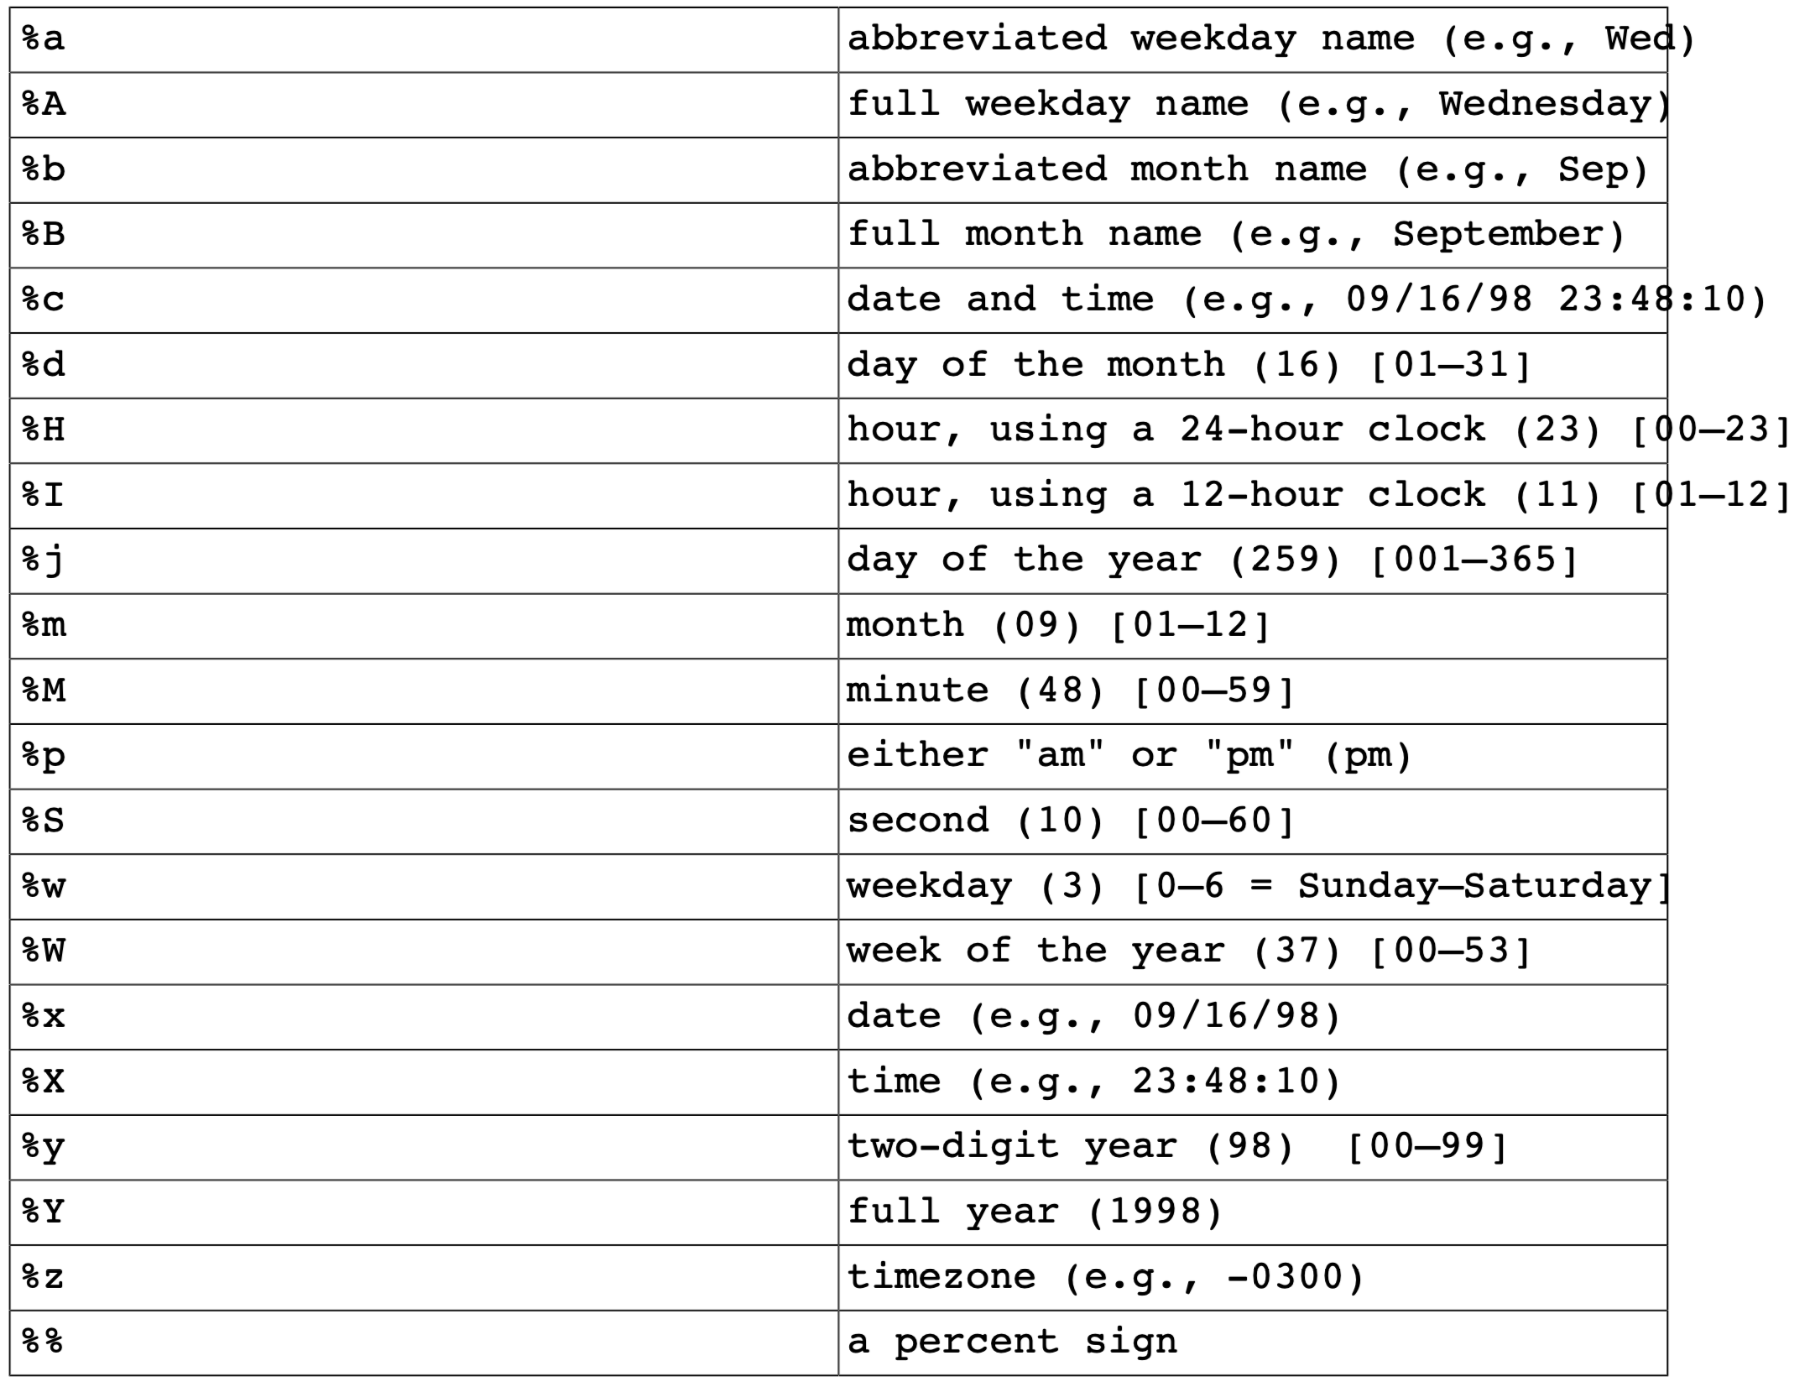 %a abbreviated weekday name (e.g., Wed)
%A full weekday name (e.g., Wednesday)
%b abbreviated month name (e.g., Sep)
%B full month name (e.g., September)
%c date and time (e.g., 09/16/98 23:48:10)
%d day of the month (16) [01–31]
%H hour, using a 24-hour clock (23) [00–23]
%I hour, using a 12-hour clock (11) [01–12]
%j day of the year (259) [001–365]
%m month (09) [01–12]
%M minute (48) [00–59]
%p either "am" or "pm" (pm)
%S second (10) [00–60]
%w weekday (3) [0–6 = Sunday–Saturday]
%W week of the year (37) [00–53]
%x date (e.g., 09/16/98)
%X time (e.g., 23:48:10)
%y two-digit year (98) [00–99]
%Y full year (1998)
%z timezone (e.g., -0300)
%% a percent sign